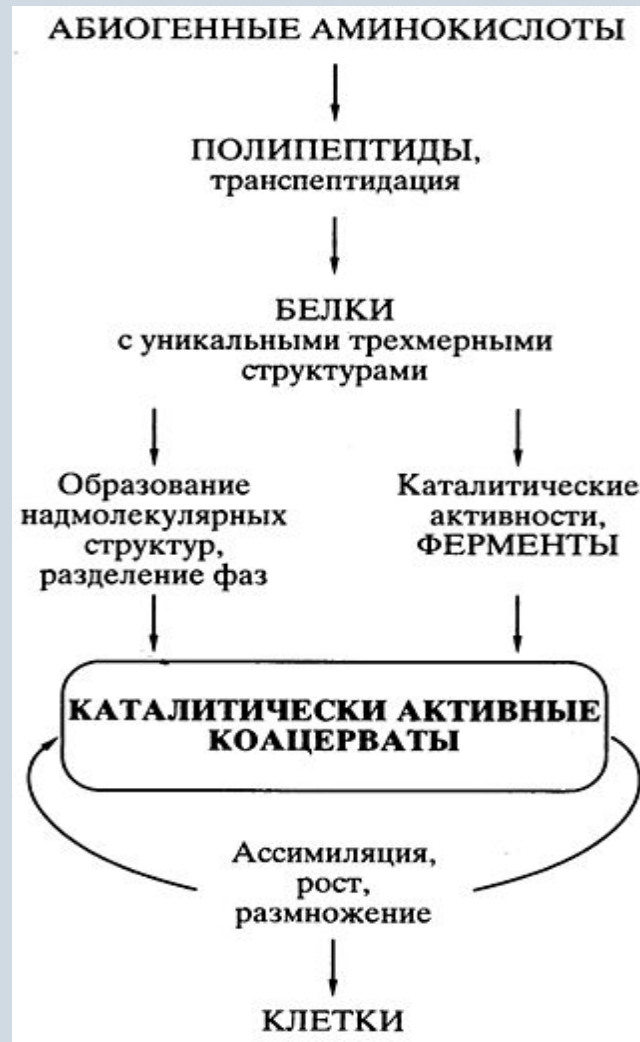 АБИОГЕННЫЕ АМИНОКИСЛОТЫ
ПОЛИПЕПТИДЫ,
транспептидация
БЕЛКИ
с уникальными трехмерными
структурами
Образование
надмолекулярных
структур,
разделение фаз
Каталитические
активности,
ФЕРМЕНТЫ
КАТАЛИТИЧЕСКИ АКТИВНЫЕ
КОАЦЕРВАТЫ
Ассимиляция,
рост,
размножение
КЛЕТКИ